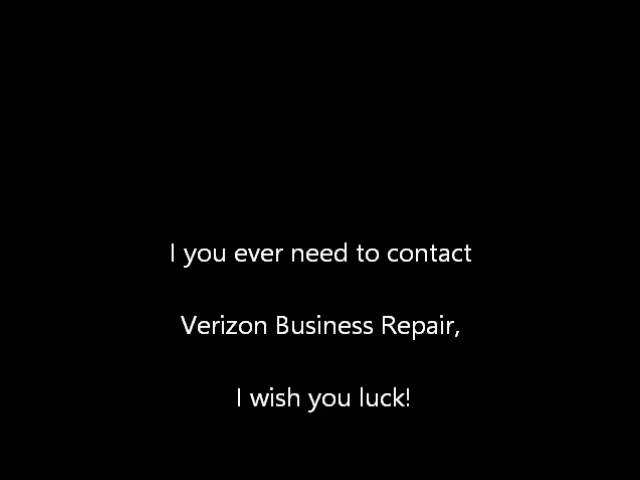 I you ever need to contact
Verizon Business Repair,
I wish you luck!